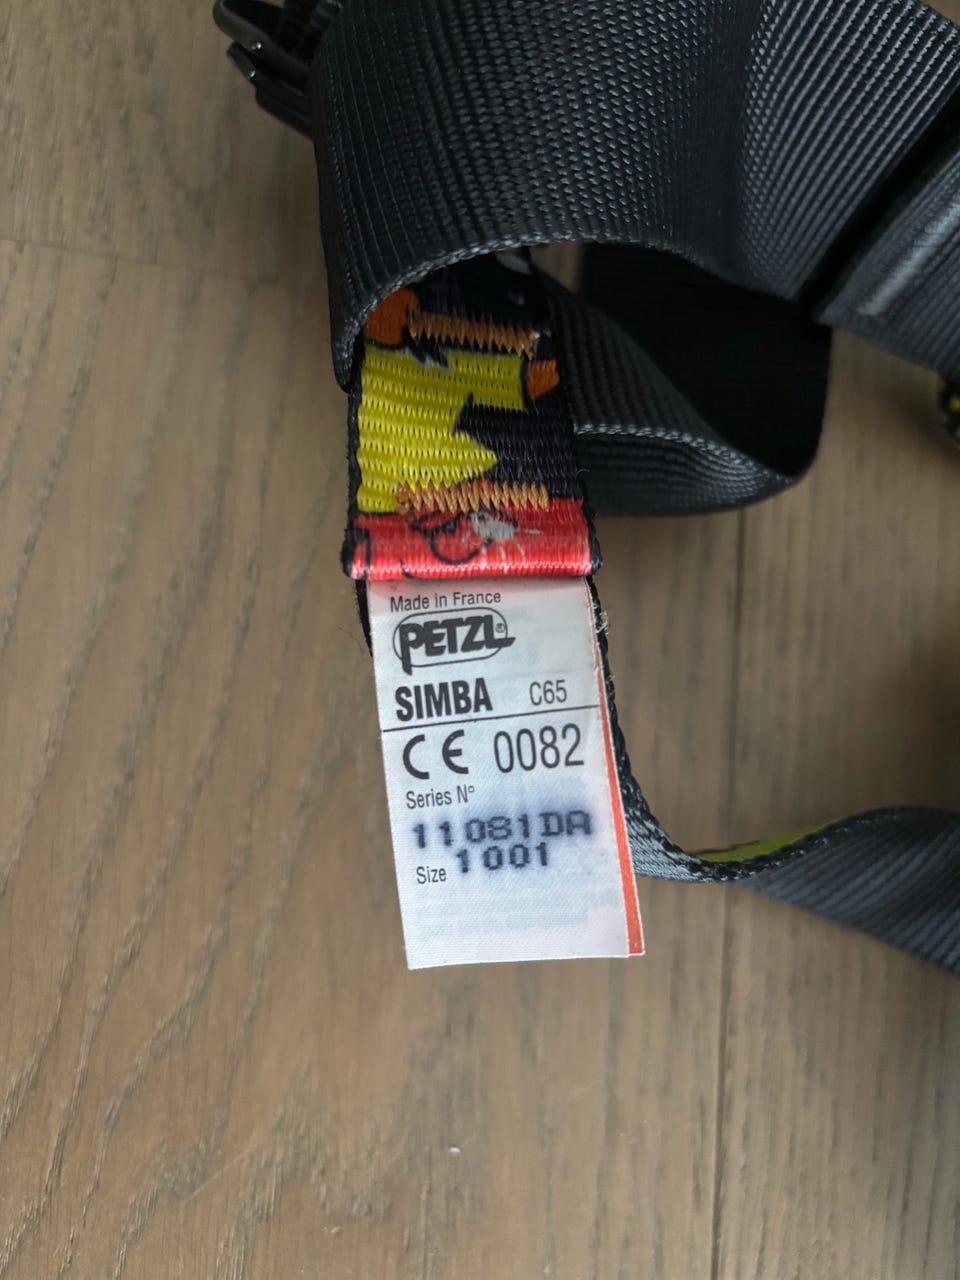 Made in France
PETZL®
SIMBA C65
CE 0082
Series N°
11081DA
Size 1001